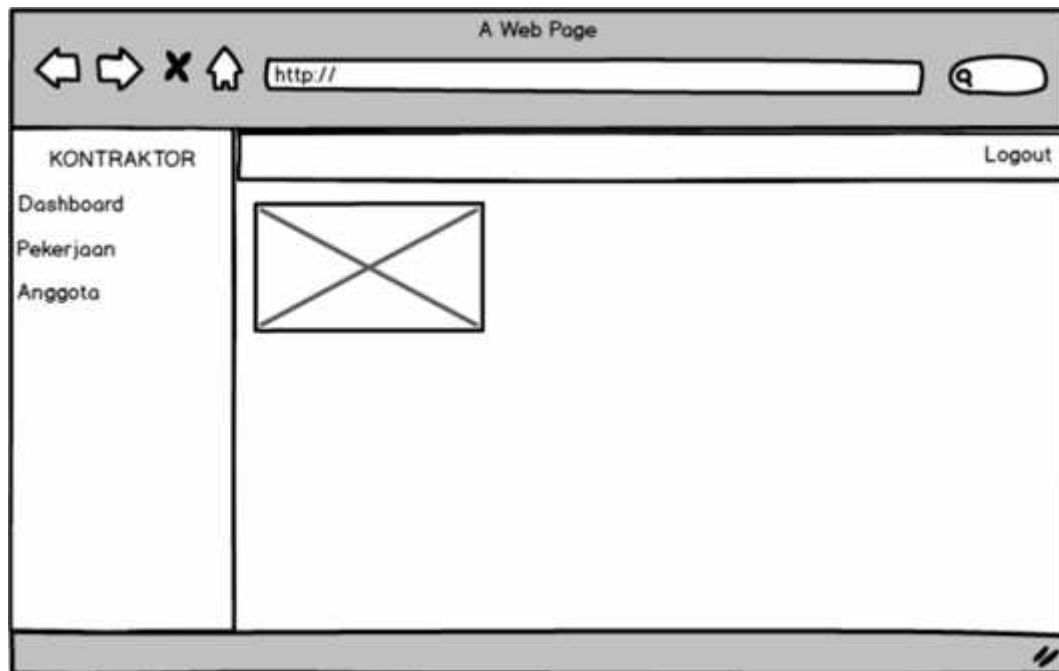 A Web Page
http://
KONTRAKTOR
Logout
Dashboard
Pekerjaan
Anggota